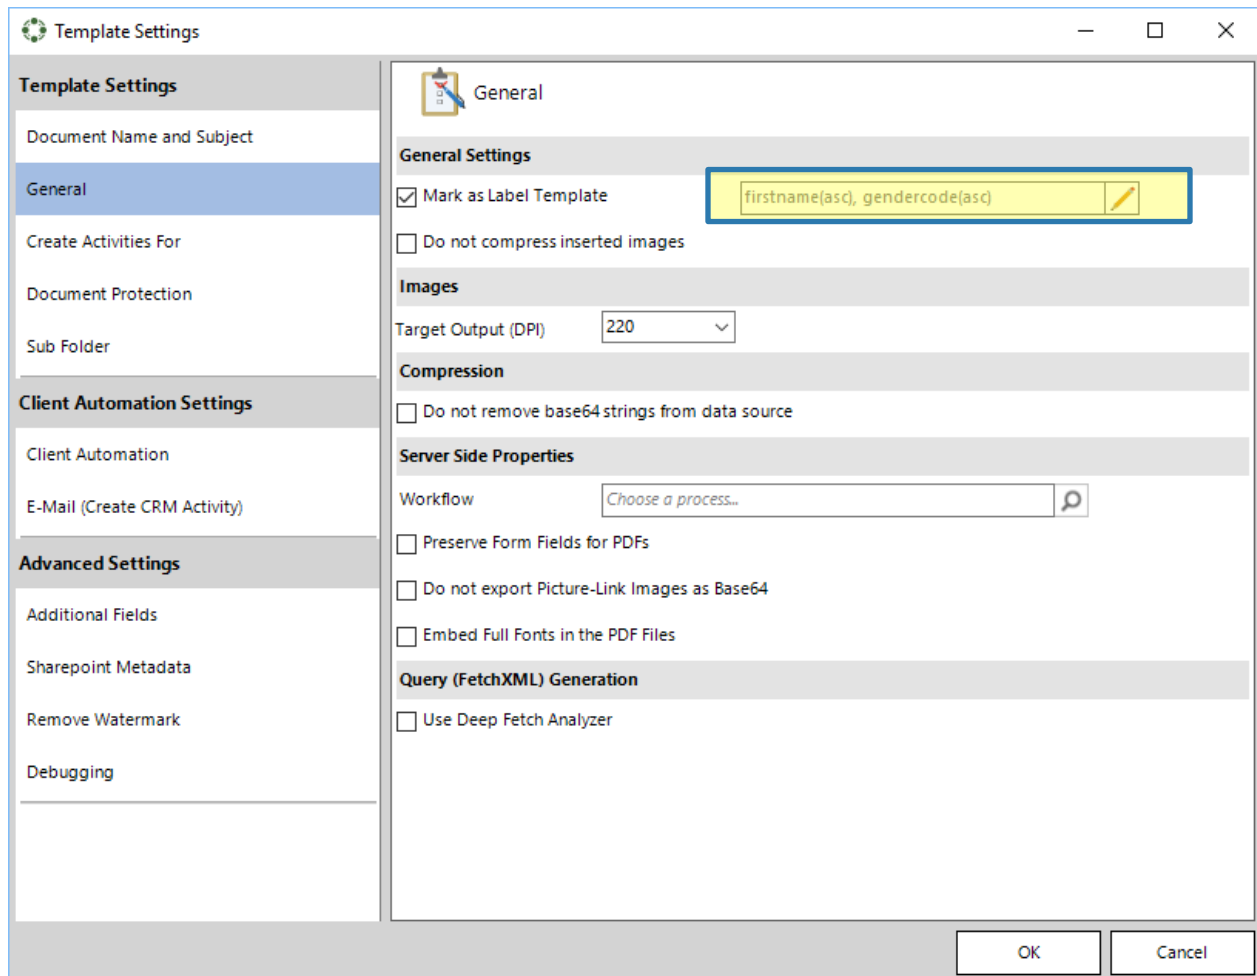 Template Settings
Template Settings
Document Name and Subject
General
Create Activities For
Document Protection
Sub Folder
Client Automation Settings
Client Automation
E-Mail (Create CRM Activity)
Advanced Settings
Additional Fields
Sharepoint Metadata
Remove Watermark
Debugging
General
General Settings
Mark as Label Template firstname(asc), gendercode(asc)
Do not compress inserted images
Images
Target Output (DPI) 220
Compression
Do not remove base64 strings from data source
Server Side Properties
Workflow Choose a process...
Preserve Form Fields for PDFs
Do not export Picture-Link Images as Base64
Embed Full Fonts in the PDF Files
Query (FetchXML) Generation
Use Deep Fetch Analyzer
OK Cancel